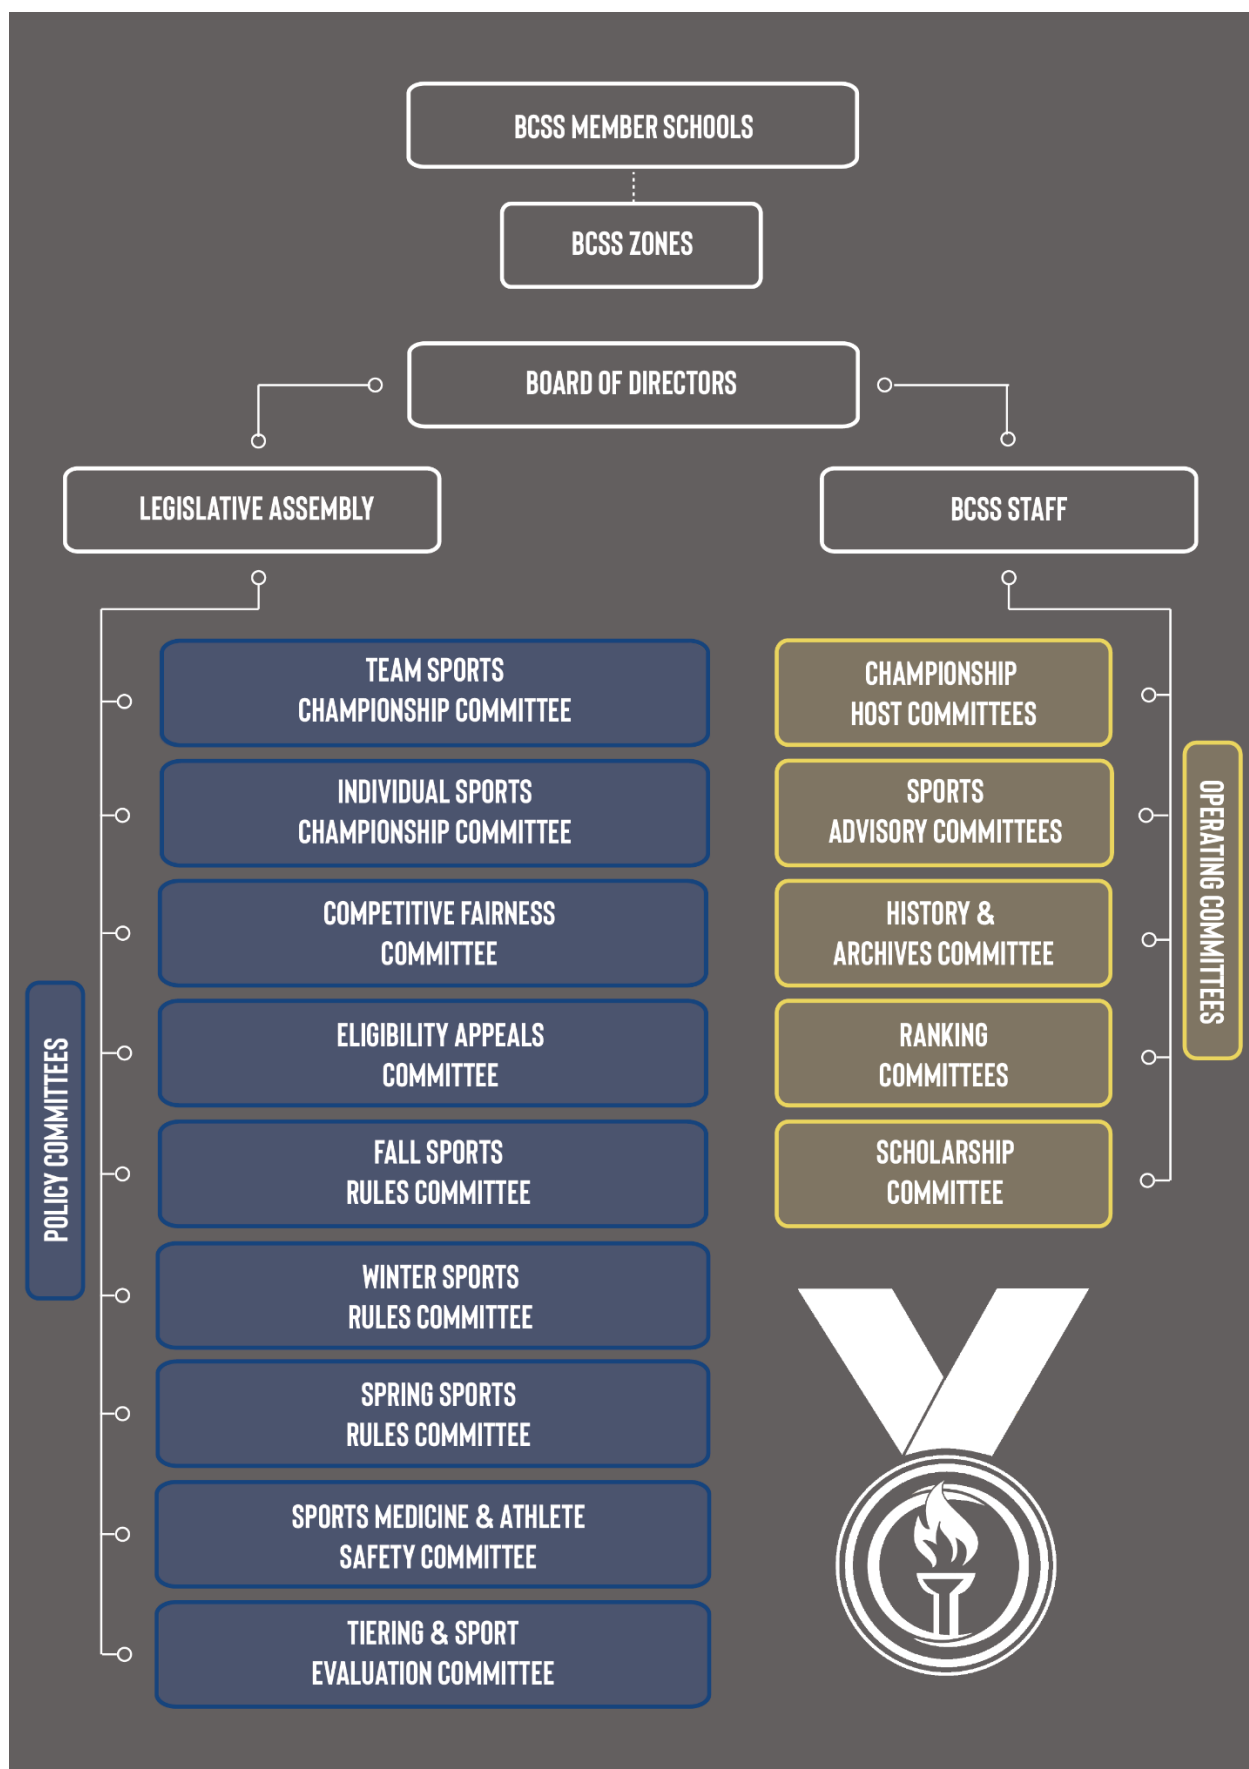 BCSS MEMBER SCHOOLS
BCSS ZONES
BOARD OF DIRECTORS
LEGISLATIVE ASSEMBLY
BCSS STAFF
POLICY COMMITTEES
TEAM SPORTS
CHAMPIONSHIP COMMITTEE
INDIVIDUAL SPORTS
CHAMPIONSHIP COMMITTEE
COMPETITIVE FAIRNESS
COMMITTEE
ELIGIBILITY APPEALS
COMMITTEE
FALL SPORTS
RULES COMMITTEE
WINTER SPORTS
RULES COMMITTEE
SPRING SPORTS
RULES COMMITTEE
SPORTS MEDICINE & ATHLETE
SAFETY COMMITTEE
TIERING & SPORT
EVALUATION COMMITTEE
OPERATING COMMITTEES
CHAMPIONSHIP
HOST COMMITTEES
SPORTS
ADVISORY COMMITTEES
HISTORY &
ARCHIVES COMMITTEE
RANKING
COMMITTEES
SCHOLARSHIP
COMMITTEE